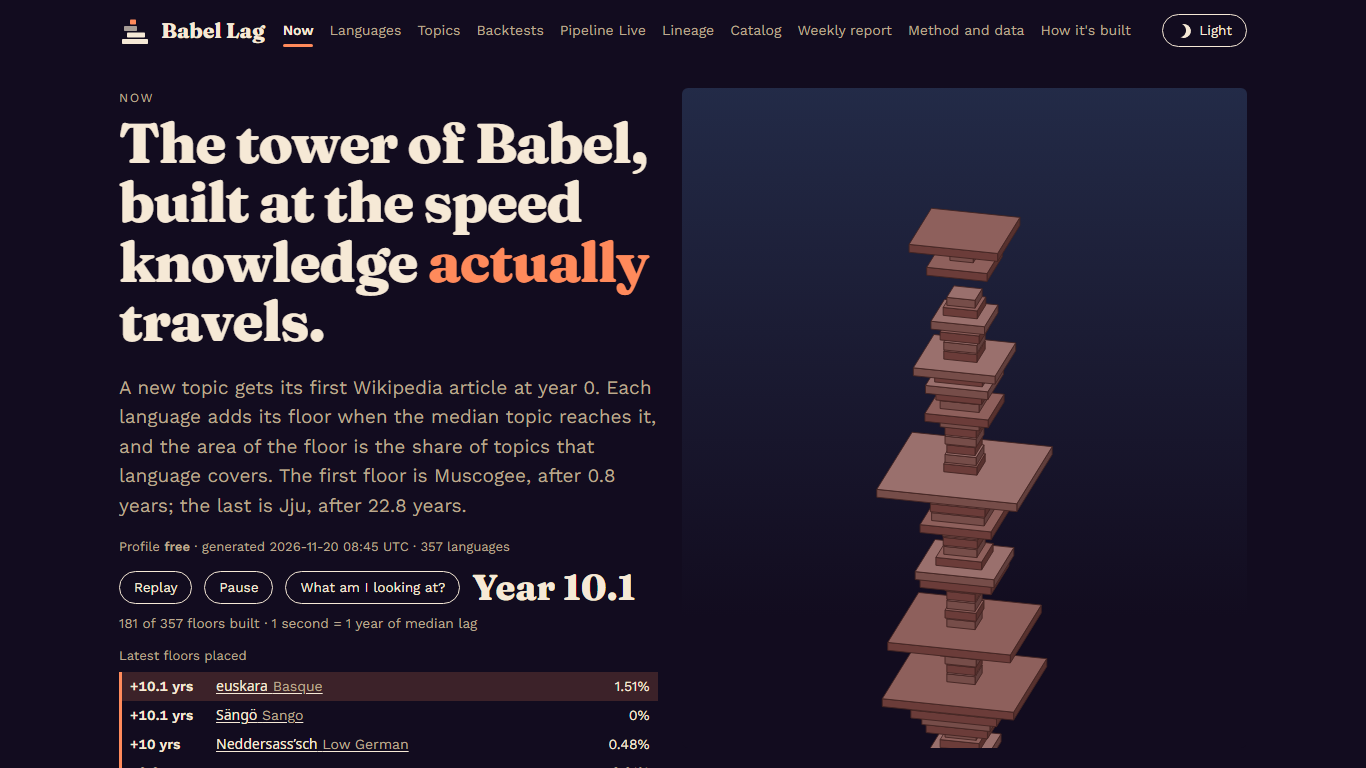 Babel Lag Now Languages Topics Backtests Pipeline Live Lineage Catalog Weekly report Method and data How it's built Light
NOW
The tower of Babel,
built at the speed
knowledge actually
travels.
A new topic gets its first Wikipedia article at year 0. Each
language adds its floor when the median topic reaches it,
and the area of the floor is the share of topics that
language covers. The first floor is Muscogee, after 0.8
years; the last is Jju, after 22.8 years.
Profile free · generated 2026-11-20 08:45 UTC · 357 languages
Replay Pause What am I looking at? Year 10.1
181 of 357 floors built · 1 second = 1 year of median lag
Latest floors placed
+10.1 yrs euskara Basque 1.51%
+10.1 yrs Sängö Sango 0%
+10 yrs Neddersass’sch Low German 0.48%